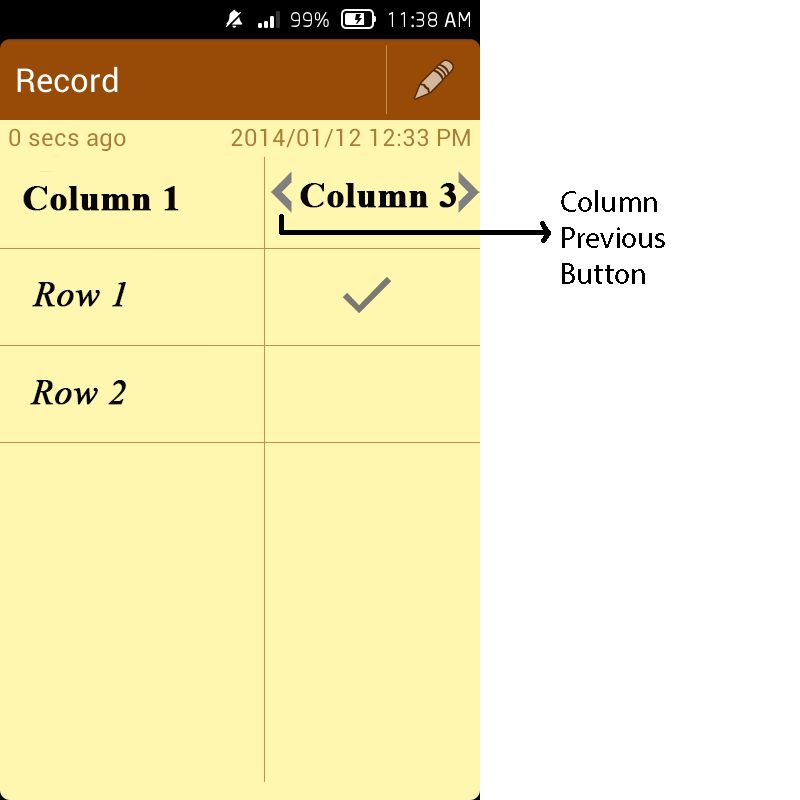 99% 11:38 AM
Record
0 secs ago 2014/01/12 12:33 PM
Column 1 Column 3
Column
Previous
Button
Row 1
Row 2